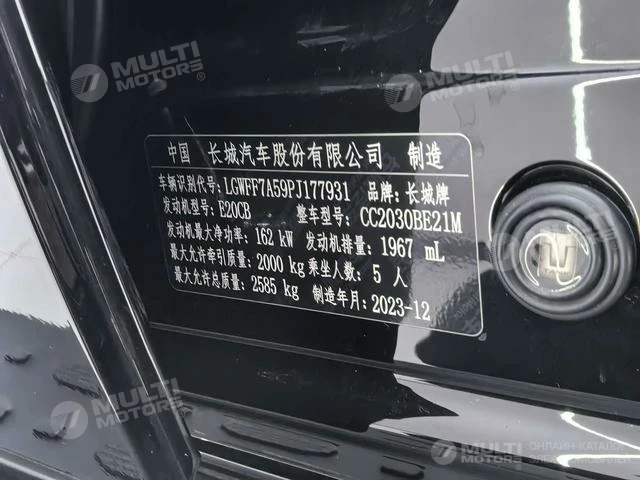 MULTI
MOTORS®
MULTI
MOTORS
中国 长城汽车股份有限公司 制造
车辆识别代号: LGWFF7A59PJ177931 品牌: 长城牌
发动机型号: E20CB 整车型号: CC2030BE21M
发动机最大净功率: 162 kW 发动机排量: 1967 mL
最大允许牵引质量: 2000 kg 乘坐人数: 5 人
最大允许总质量: 2585 kg 制造年月: 2023-12
MULTI
MOTORS®
MULTI
MOTORS
ОНЛАЙН-КАТАЛОГ